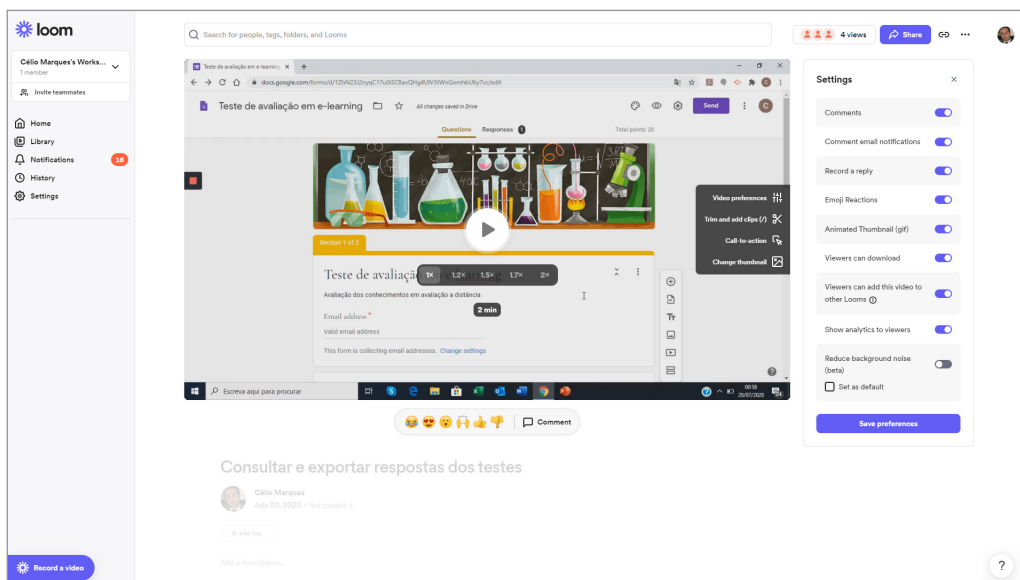 loom
Search for people, tags, folders, and Looms
4 views
Share
Célio Marques's Works...
1 member
Invite teammates
Home
Library
Notifications
16
History
Settings
Teste de avaliação em e-learning
Teste de avaliação em e-learning
All changes saved in Drive
Send
C
Questions
Responses
1
Total points: 20
Section 1 of 2
Teste de avaliação
1×
1.2×
1.5×
1.7×
2×
2 min
Avaliação dos conhecimentos em avaliação a distância
Email address *
Valid email address
This form is collecting email addresses. Change settings
Video preferences
Trim and add clips (/)
Call-to-action
Change thumbnail
Escreva aqui para procurar
00:56
20/07/2020
24
Comment
Consultar e exportar respostas dos testes
Célio Marques
July 20, 2020 • Not posted
# add tag
Add a description...
Record a video
Settings
Comments
Comment email notifications
Record a reply
Emoji Reactions
Animated Thumbnail (gif)
Viewers can download
Viewers can add this video to
other Looms
Show analytics to viewers
Reduce background noise
(beta)
Set as default
Save preferences
?